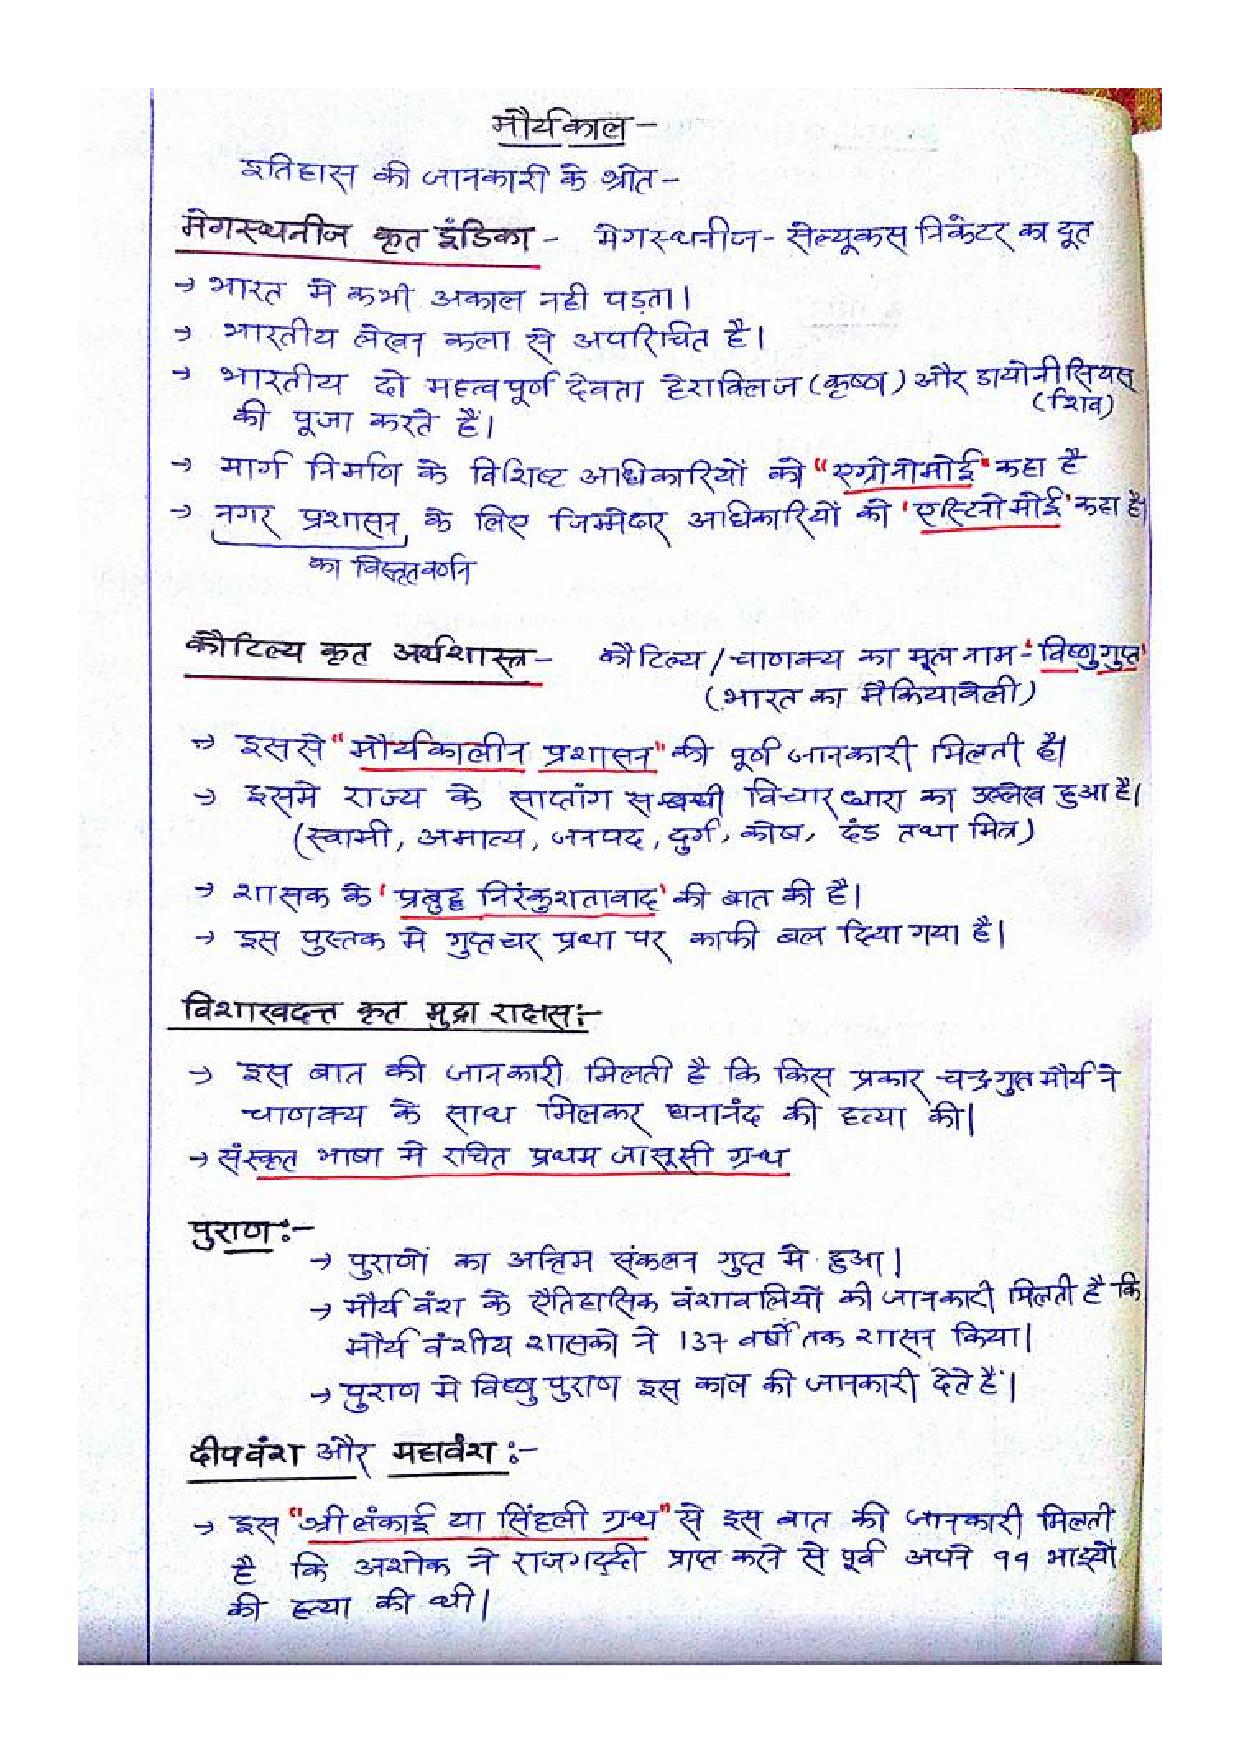 मौर्यकाल -
इतिहास की जानकारी के श्रोत -
मेगस्थनीज कृत इंडिका - मेगस्थनीज - सेल्यूकस निकेटर का दूत
→ भारत मे कभी अकाल नही पड़ता।
→ भारतीय लेखन कला से अपरिचित है।
→ भारतीय दो महत्वपूर्ण देवता हेराक्लिज (कृष्ण) और डायोनीसियस
की पूजा करते हैं। (शिव)
→ मार्ग निर्माण के विशिष्ट अधिकारियों को "एग्रोनोमोई" कहा है
→ नगर प्रशासन के लिए जिम्मेदार अधिकारियों को 'एस्टिनोमोई' कहा है।
का विस्तृत वर्णन
कौटिल्य कृत अर्थशास्त्र - कौटिल्य / चाणक्य का मूल नाम - 'विष्णुगुप्त'
(भारत का मैकियावेली)
→ इससे "मौर्यकालीन प्रशासन" की पूर्ण जानकारी मिलती है।
→ इसमे राज्य के साप्तांग सम्बन्धी विचारधारा का उल्लेख हुआ है।
(स्वामी, अमात्य, जनपद, दुर्ग, कोष, दंड तथा मित्र)
→ शासक के 'प्रबुद्ध निरंकुशतावाद' की बात की है।
→ इस पुस्तक मे गुप्तचर प्रथा पर काफी बल दिया गया है।
विशाखदत्त कृत मुद्रा राक्षस :-
→ इस बात की जानकारी मिलती है कि किस प्रकार चन्द्रगुप्त मौर्य ने
चाणक्य के साथ मिलकर घनानंद की हत्या की।
→ संस्कृत भाषा मे रचित प्रथम जासूसी ग्रन्थ
पुराण :-
→ पुराणों का अन्तिम संकलन गुप्त मे हुआ।
→ मौर्य वंश के ऐतिहासिक वंशावलियों की जानकारी मिलती है कि
मौर्य वंशीय शासको ने 137 वर्षों तक शासन किया।
→ पुराण मे विष्णु पुराण इस काल की जानकारी देते हैं।
दीपवंश और महावंश :-
→ इस "श्रीलंकाई या सिंहली ग्रन्थ" से इस बात की जानकारी मिलती
है कि अशोक ने राजगद्दी प्राप्त करने से पूर्व अपने ९९ भाइयो
की हत्या की थी।